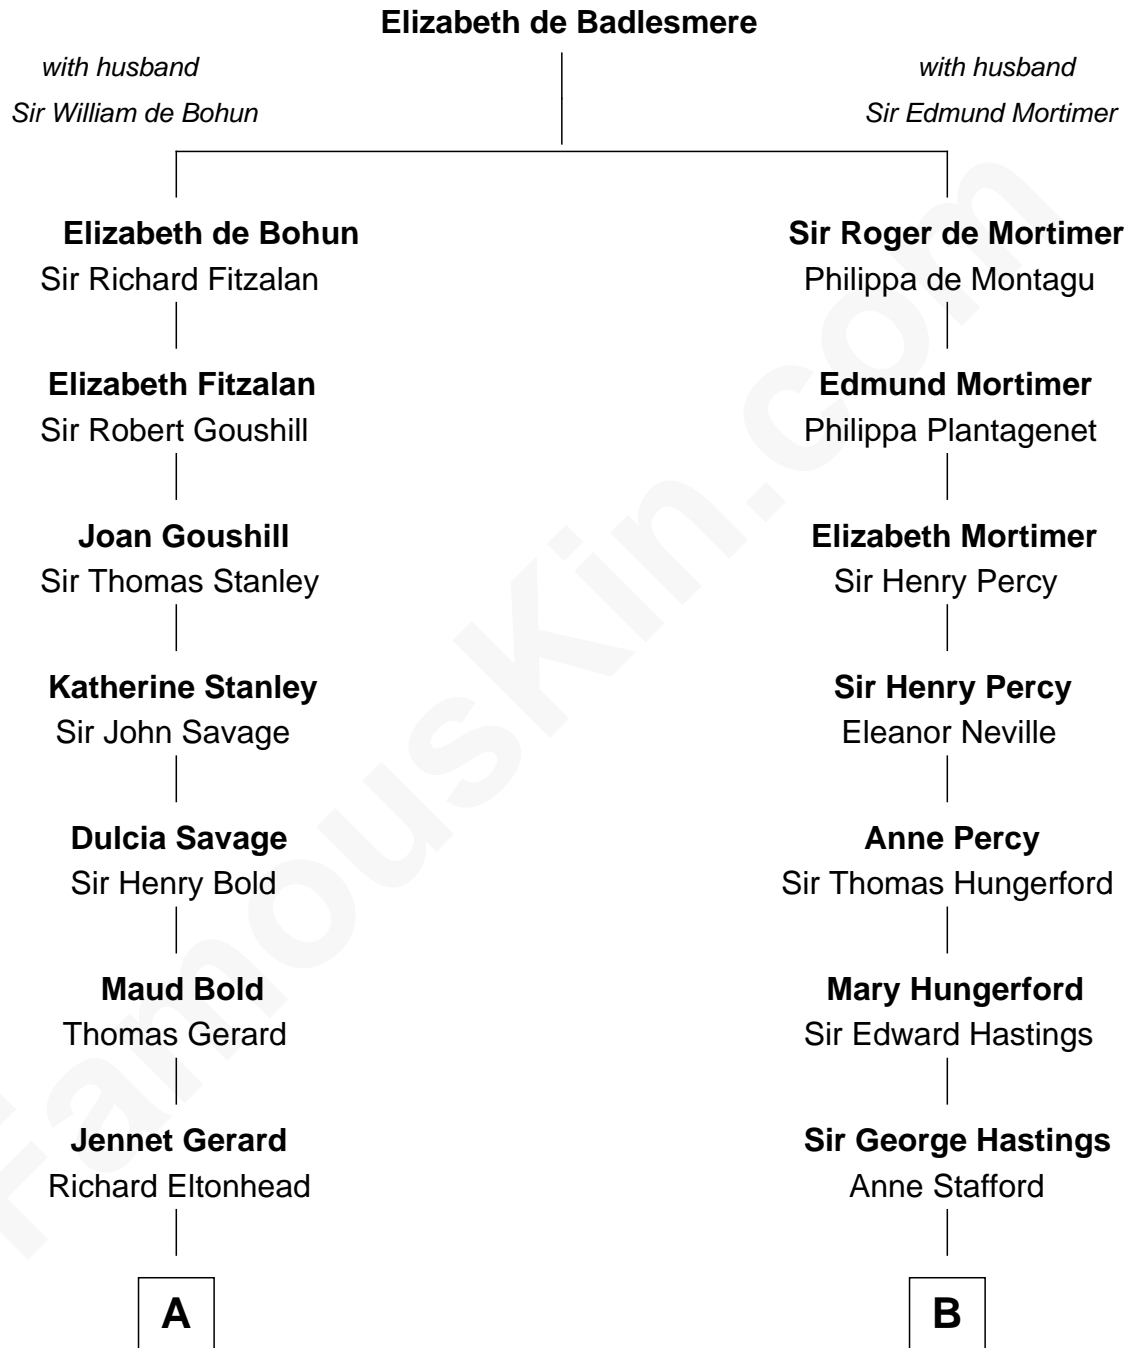 Elizabeth de Badlesmere
with husband
Sir William de Bohun
with husband
Sir Edmund Mortimer
Elizabeth de Bohun
Sir Richard Fitzalan
Sir Roger de Mortimer
Philippa de Montagu
Elizabeth Fitzalan
Sir Robert Goushill
Edmund Mortimer
Philippa Plantagenet
Joan Goushill
Sir Thomas Stanley
Elizabeth Mortimer
Sir Henry Percy
Katherine Stanley
Sir John Savage
Sir Henry Percy
Eleanor Neville
Dulcia Savage
Sir Henry Bold
Anne Percy
Sir Thomas Hungerford
Maud Bold
Thomas Gerard
Mary Hungerford
Sir Edward Hastings
Jennet Gerard
Richard Eltonhead
Sir George Hastings
Anne Stafford
A
B
FamousKin.com